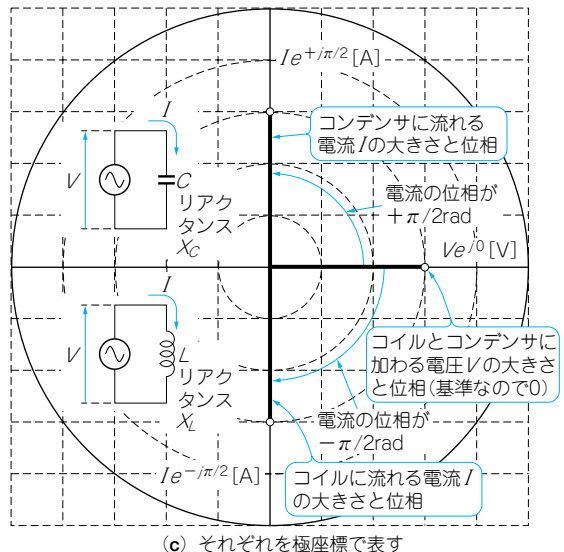 Ie+jπ/2[A]
コンデンサに流れる
電流Iの大きさと位相
I
V
C
リアク
タンス
XC
電流の位相が
＋π/2rad
Vej0[V]
I
V
L
リアク
タンス
XL
コイルとコンデンサに
加わる電圧Vの大きさ
と位相(基準なので0)
電流の位相が
－π/2rad
Ie−jπ/2[A]
コイルに流れる電流I
の大きさと位相
(c) それぞれを極座標で表す